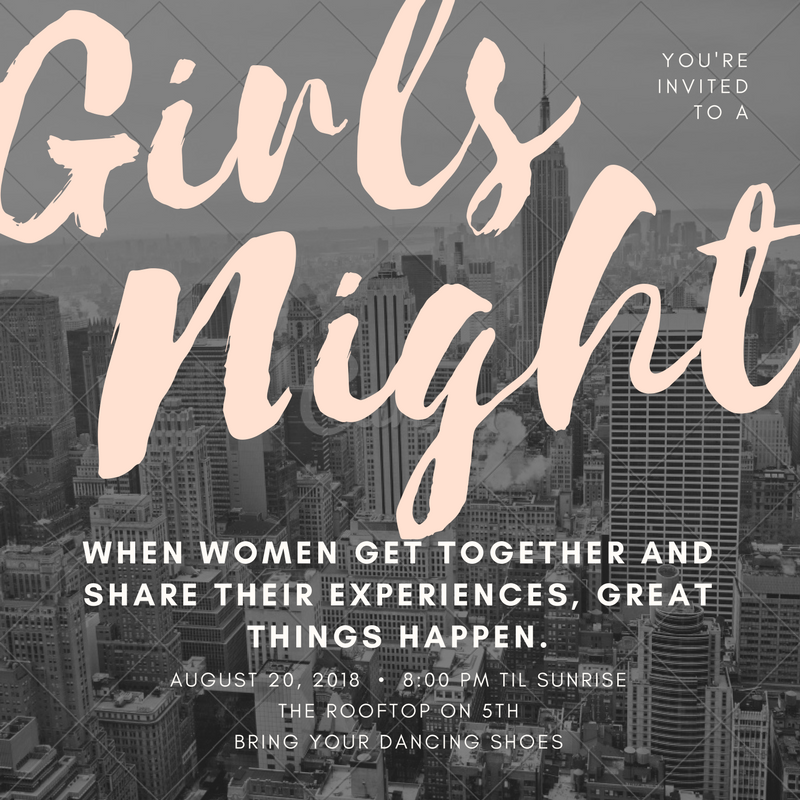 YOU'RE
INVITED
TO A
Girls
Night
WHEN WOMEN GET TOGETHER AND
SHARE THEIR EXPERIENCES, GREAT
THINGS HAPPEN.
AUGUST 20, 2018 • 8:00 PM TIL SUNRISE
THE ROOFTOP ON 5TH
BRING YOUR DANCING SHOES
Canva